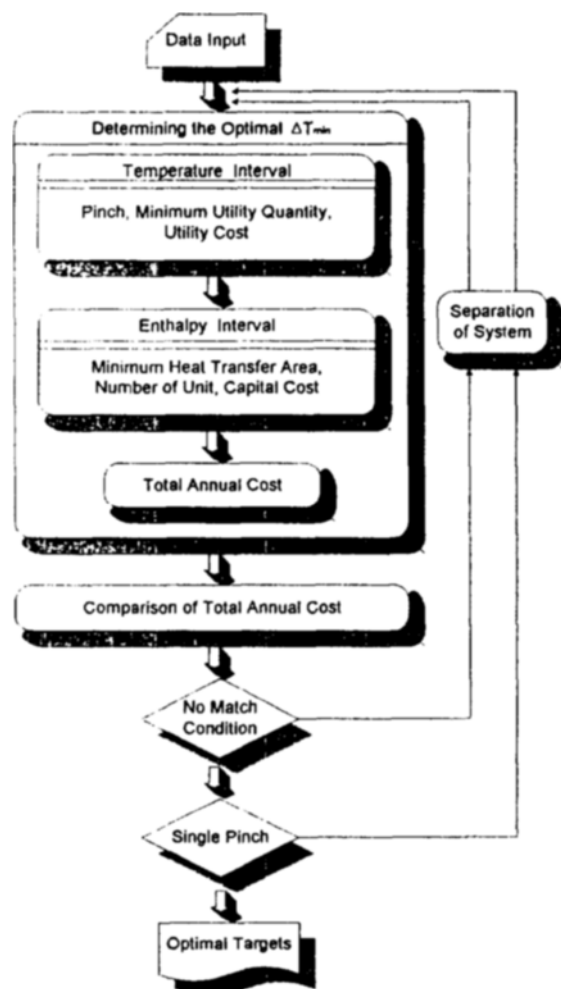 Data Input
Determining the Optimal ΔTmin
Temperature Interval
Pinch, Minimum Utility Quantity,
Utility Cost
Enthalpy Interval
Minimum Heat Transfer Area,
Number of Unit, Capital Cost
Separation
of System
Total Annual Cost
Comparison of Total Annual Cost
No Match
Condition
Single Pinch
Optimal Targets